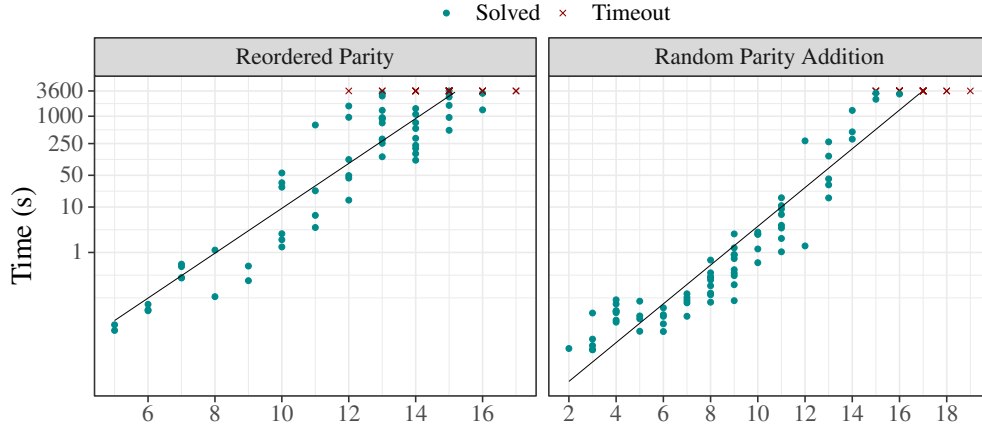 Solved Timeout
Reordered Parity Random Parity Addition
3600
1000
250
50
10
1
Time (s)
6 8 10 12 14 16 2 4 6 8 10 12 14 16 18